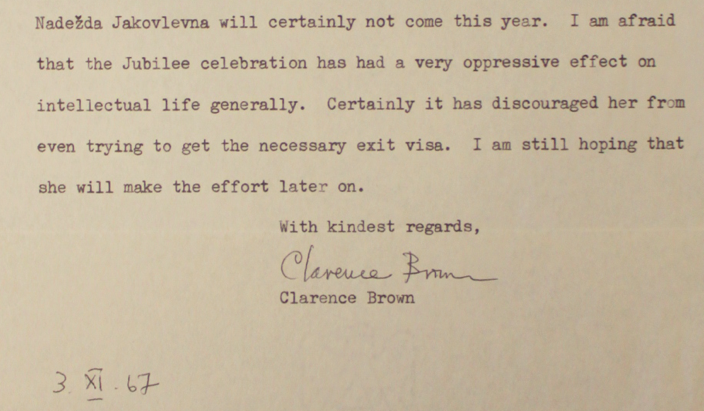 Nadežda Jakovlevna will certainly not come this year.  I am afraid
that the Jubilee celebration has had a very oppressive effect on
intellectual life generally.  Certainly it has discouraged her from
even trying to get the necessary exit visa.  I am still hoping that
she will make the effort later on.
With kindest regards,
Clarence Brown
Clarence Brown
3. XI. 67